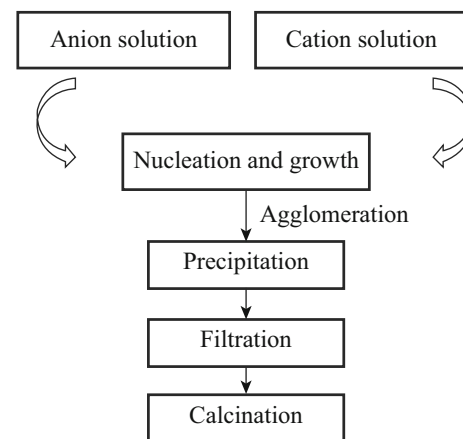 Anion solution
Cation solution
Nucleation and growth
Agglomeration
Precipitation
Filtration
Calcination